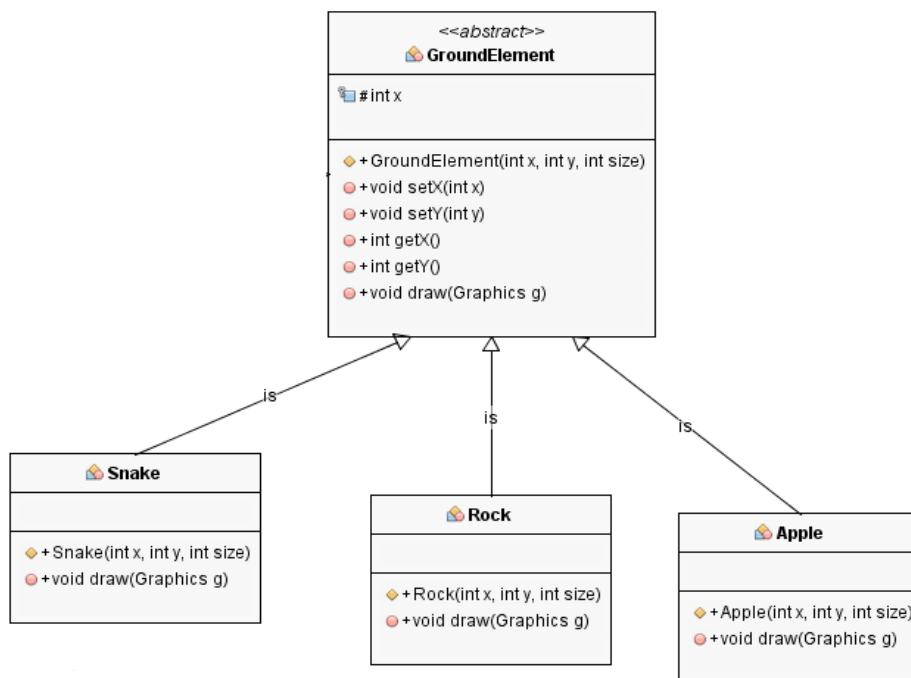 <<abstract>>
GroundElement
# int x
+ GroundElement(int x, int y, int size)
+ void setX(int x)
+ void setY(int y)
+ int getX()
+ int getY()
+ void draw(Graphics g)
is
is
is
Snake
+ Snake(int x, int y, int size)
+ void draw(Graphics g)
Rock
+ Rock(int x, int y, int size)
+ void draw(Graphics g)
Apple
+ Apple(int x, int y, int size)
+ void draw(Graphics g)